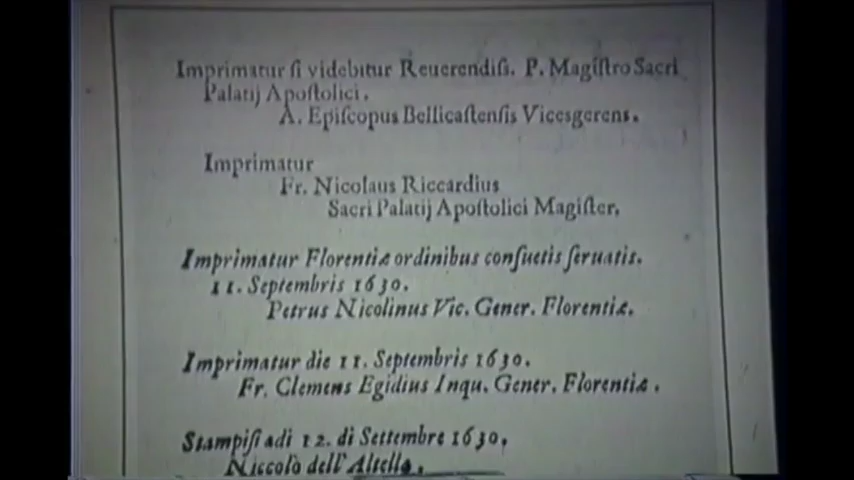 Imprimatur ſi videbitur Reuerendiſs. P. Magiſtro Sacri
Palatij Apoſtolici.
A. Epiſcopus Bellicaſtenſis Vicesgerens.
Imprimatur
Fr. Nicolaus Riccardius
Sacri Palatij Apoſtolici Magiſter.
Imprimatur Florentiæ ordinibus conſuetis ſeruatis.
11. Septembris 1630.
Petrus Nicolinus Vic. Gener. Florentiæ.
Imprimatur die 11. Septembris 1630.
Fr. Clemens Egidius Inqu. Gener. Florentiæ.
Stampiſi adi 12. di Settembre 1630.
Niccolò dell'Altella.